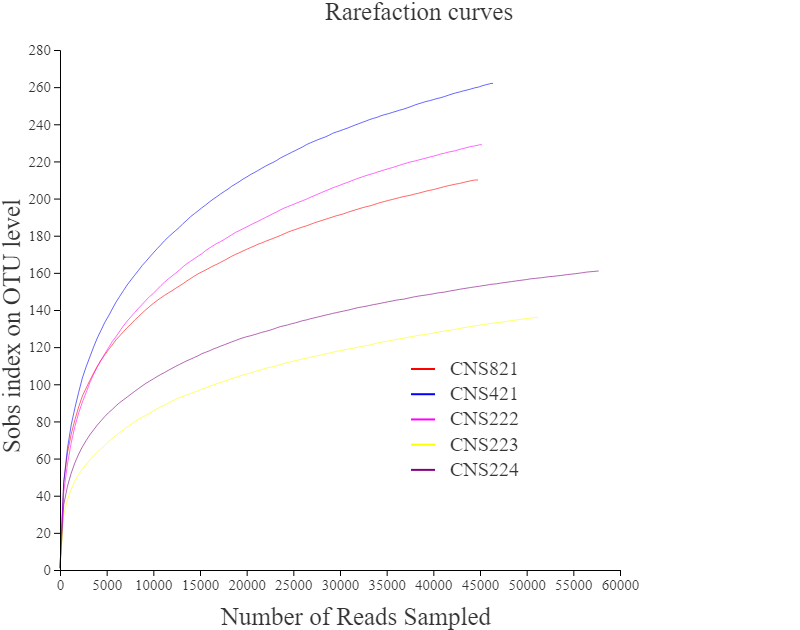 Rarefaction curves
280
260
240
220
200
180
160
140
120
100
80
60
40
20
0
Sobs index on OTU level
CNS821
CNS421
CNS222
CNS223
CNS224
0 5000 10000 15000 20000 25000 30000 35000 40000 45000 50000 55000 60000
Number of Reads Sampled